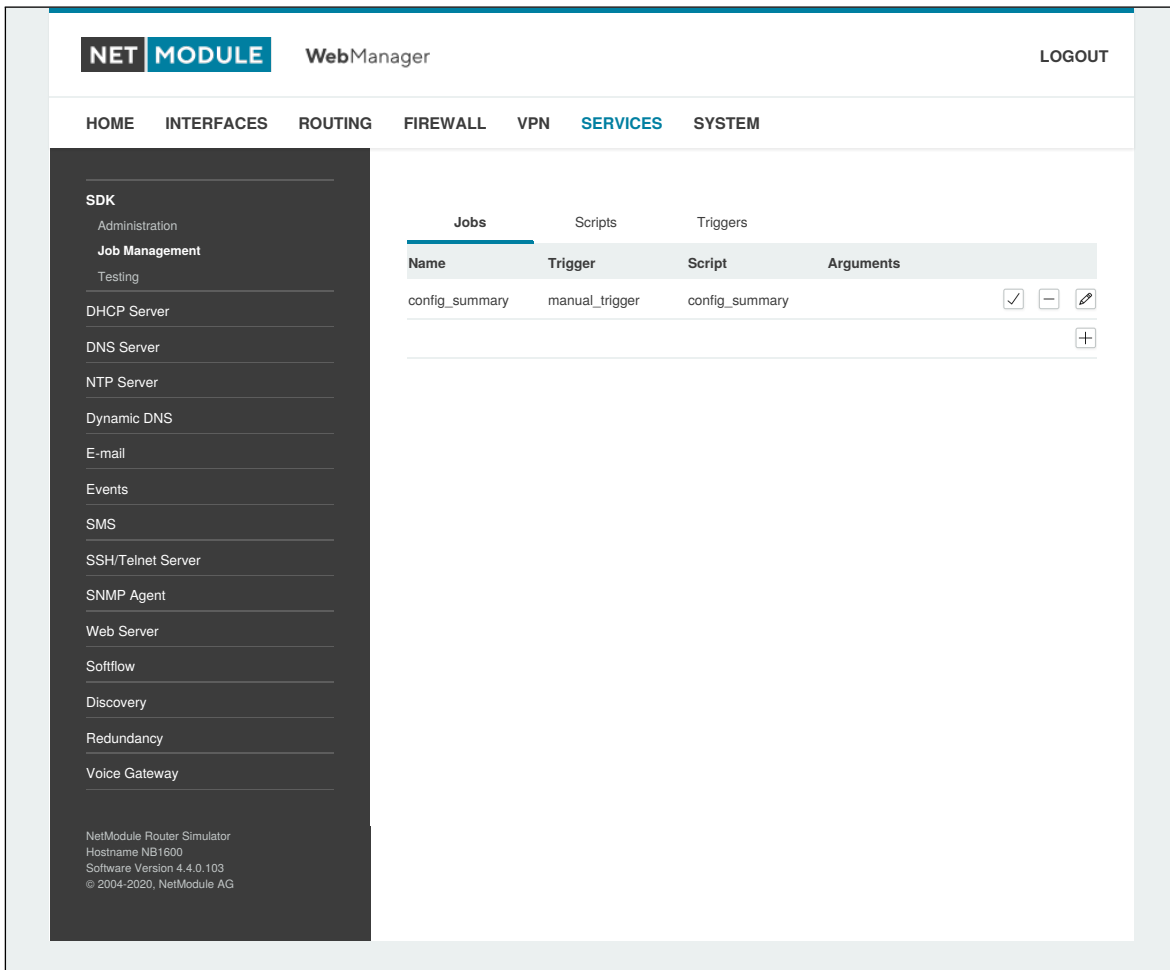 NET MODULE WebManager LOGOUT
HOME INTERFACES ROUTING FIREWALL VPN SERVICES SYSTEM
SDK
Administration
Job Management
Testing
DHCP Server
DNS Server
NTP Server
Dynamic DNS
E-mail
Events
SMS
SSH/Telnet Server
SNMP Agent
Web Server
Softflow
Discovery
Redundancy
Voice Gateway
NetModule Router Simulator
Hostname NB1600
Software Version 4.4.0.103
© 2004-2020, NetModule AG
Jobs Scripts Triggers
Name Trigger Script Arguments
config_summary manual_trigger config_summary